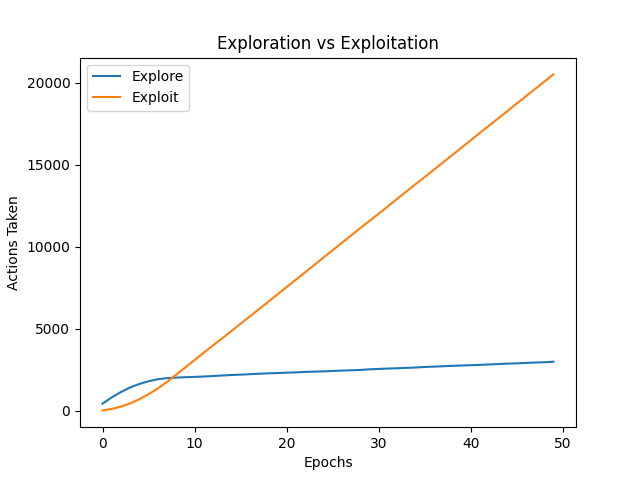 Exploration vs Exploitation
Explore
Exploit
Actions Taken
20000
15000
10000
5000
0
0 10 20 30 40 50
Epochs